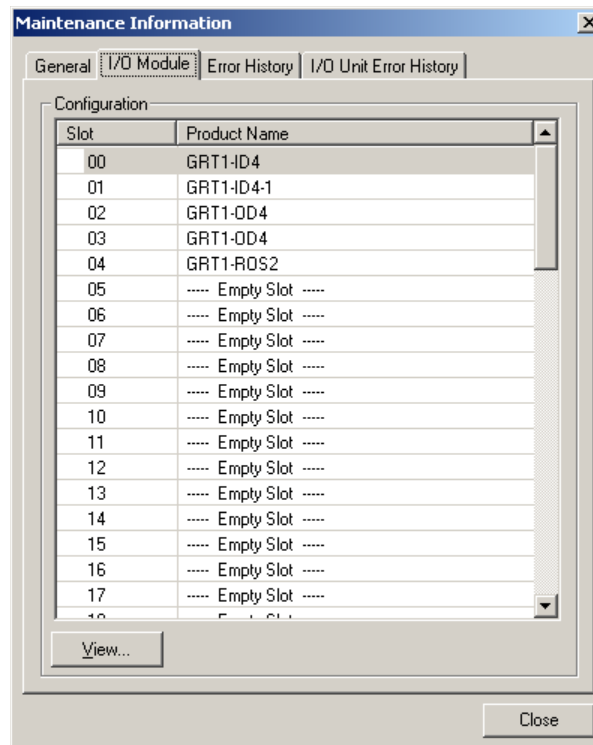 Maintenance Information
General I/O Module Error History I/O Unit Error History
Configuration
Slot Product Name
00 GRT1-ID4
01 GRT1-ID4-1
02 GRT1-OD4
03 GRT1-OD4
04 GRT1-ROS2
05 ----- Empty Slot -----
06 ----- Empty Slot -----
07 ----- Empty Slot -----
08 ----- Empty Slot -----
09 ----- Empty Slot -----
10 ----- Empty Slot -----
11 ----- Empty Slot -----
12 ----- Empty Slot -----
13 ----- Empty Slot -----
14 ----- Empty Slot -----
15 ----- Empty Slot -----
16 ----- Empty Slot -----
17 ----- Empty Slot -----
View...
Close